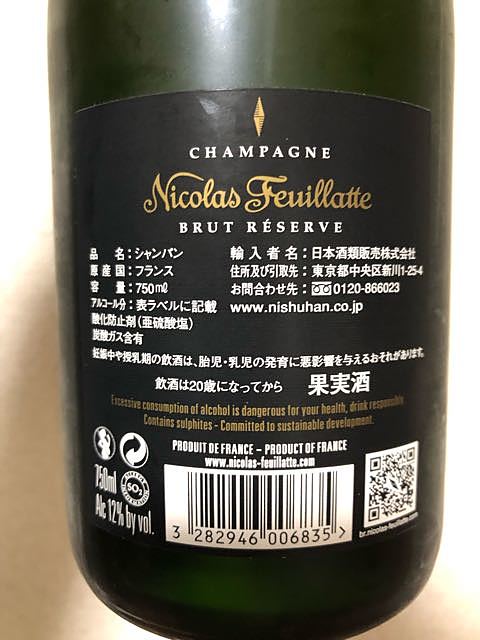 CHAMPAGNE
Nicolas Feuillatte
BRUT RÉSERVE
品名：シャンパン
原産国：フランス
容量：750mℓ
アルコール分：表ラベルに記載
酸化防止剤（亜硫酸塩）
炭酸ガス含有
輸入者名：日本酒類販売株式会社
住所及び引取先：東京都中央区新川1-25-4
お問合わせ先：0120-866023
www.nishuhan.co.jp
妊娠中や授乳期の飲酒は、胎児・乳児の発育に悪影響を与えるおそれがあります。
飲酒は20歳になってから 果実酒
Excessive consumption of alcohol is dangerous for your health, drink responsibly.
Contains sulphites - Committed to sustainable development.
PRODUIT DE FRANCE – PRODUCT OF FRANCE
www.nicolas-feuillatte.com
SO2
750ml
Alc 12% by vol.
3 282946 006835
br.nicolas-feuillatte.com